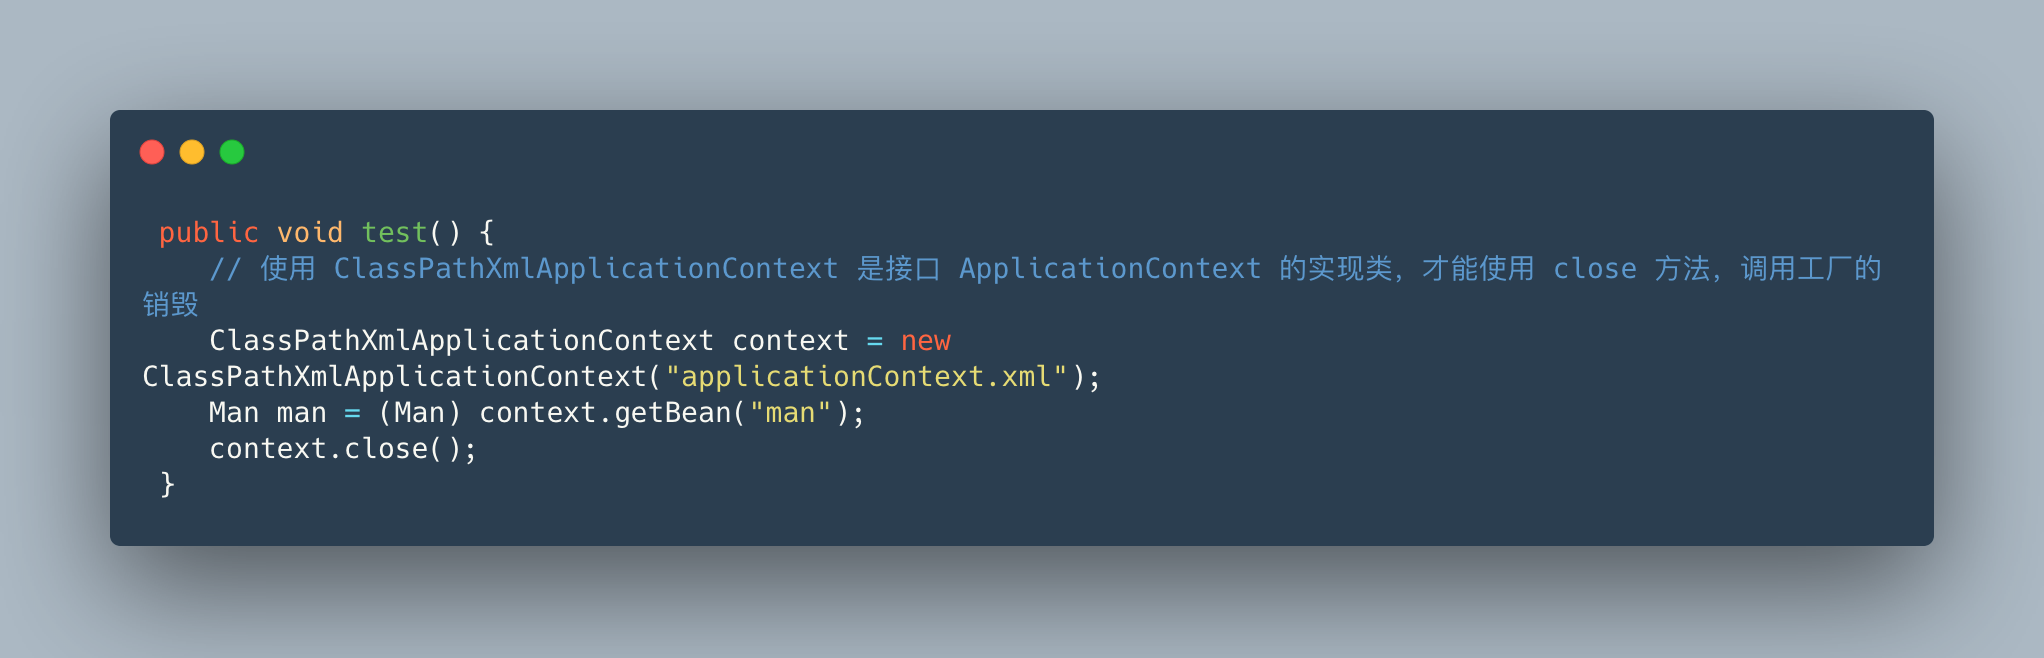 public void test() {
// 使用 ClassPathXmlApplicationContext 是接口 ApplicationContext 的实现类，才能使用 close 方法，调用工厂的
销毁
ClassPathXmlApplicationContext context = new
ClassPathXmlApplicationContext("applicationContext.xml");
Man man = (Man) context.getBean("man");
context.close();
}